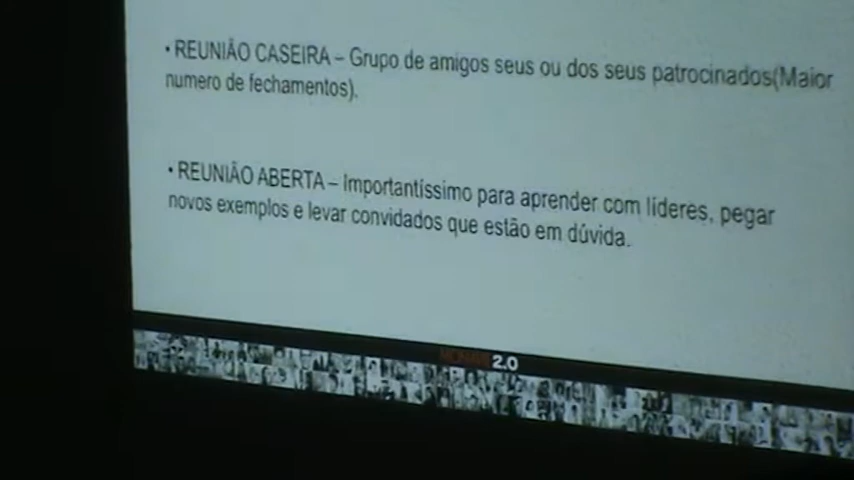 • REUNIÃO CASEIRA – Grupo de amigos seus ou dos seus patrocinados(Maior
numero de fechamentos).
• REUNIÃO ABERTA – Importantíssimo para aprender com líderes, pegar
novos exemplos e levar convidados que estão em dúvida.
2.0